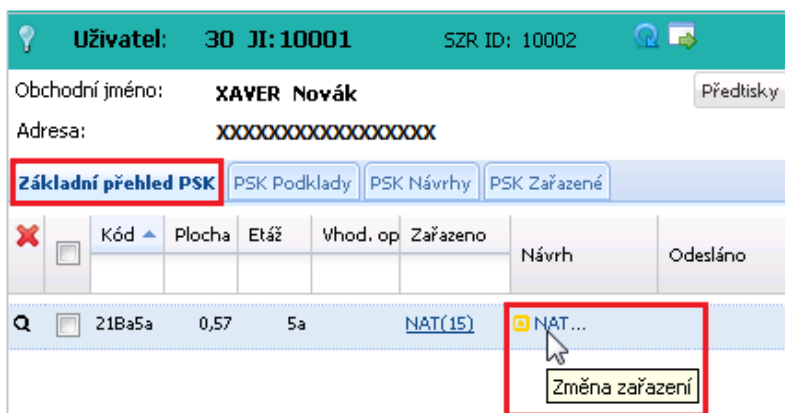 Uživatel: 30 JI:10001 SZR ID: 10002
Obchodní jméno: XAVER Novák Předtisky
Adresa: XXXXXXXXXXXXXXXXX
Základní přehled PSK PSK Podklady PSK Návrhy PSK Zařazené
Kód Plocha Etáž Vhod. op Zařazeno Návrh Odesláno
21Ba5a 0,57 5a NAT(15) NAT...
Změna zařazení